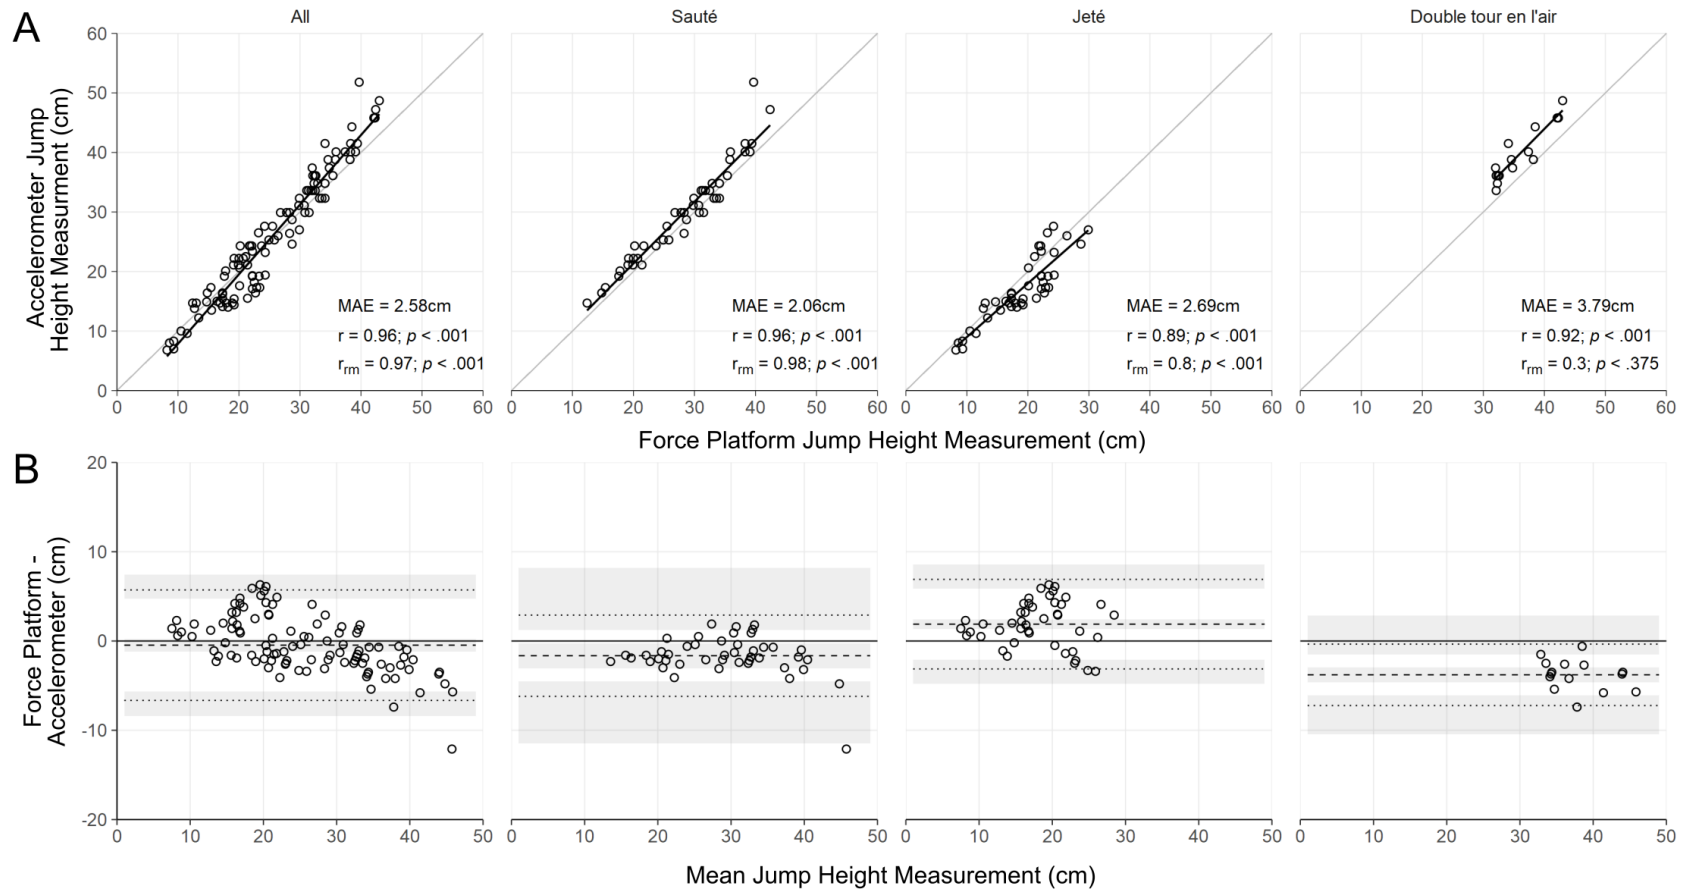 A
All
Sauté
Jeté
Double tour en l'air
Accelerometer Jump
Height Measurment (cm)
60
50
40
30
20
10
0
MAE = 2.58cm
r = 0.96; p < .001
rrm = 0.97; p < .001
MAE = 2.06cm
r = 0.96; p < .001
rrm = 0.98; p < .001
MAE = 2.69cm
r = 0.89; p < .001
rrm = 0.8; p < .001
MAE = 3.79cm
r = 0.92; p < .001
rrm = 0.3; p < .375
0 10 20 30 40 50 60
0 10 20 30 40 50 60
0 10 20 30 40 50 60
0 10 20 30 40 50 60
Force Platform Jump Height Measurement (cm)
B
Force Platform -
Accelerometer (cm)
20
10
0
-10
-20
0 10 20 30 40 50
0 10 20 30 40 50
0 10 20 30 40 50
0 10 20 30 40 50
Mean Jump Height Measurement (cm)